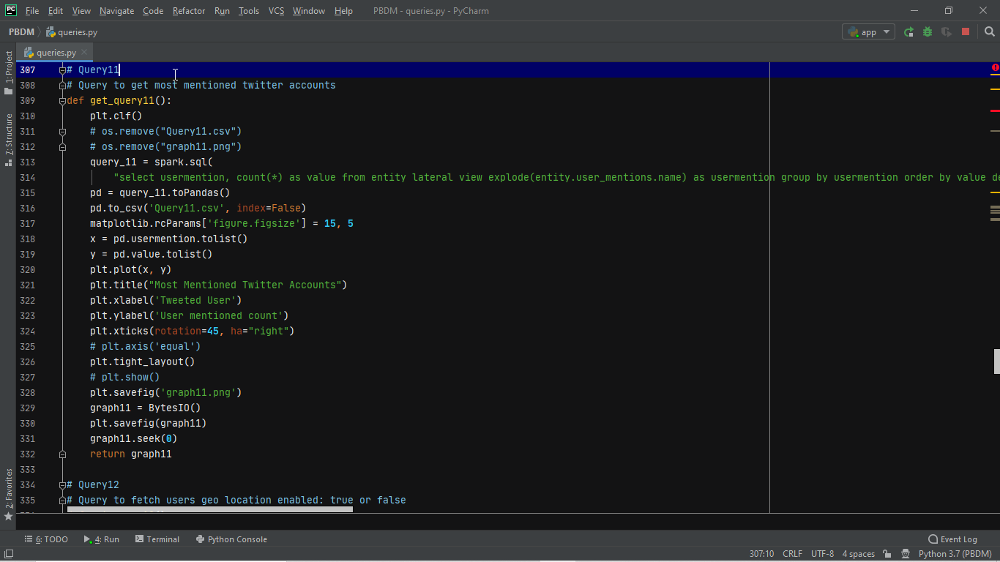 PC File Edit View Navigate Code Refactor Run Tools VCS Window Help PBDM - queries.py - PyCharm
PBDM queries.py app
queries.py
1: Project
7: Structure
2: Favorites
307 # Query11
308 # Query to get most mentioned twitter accounts
309 def get_query11():
310 plt.clf()
311 # os.remove("Query11.csv")
312 # os.remove("graph11.png")
313 query_11 = spark.sql(
314 "select usermention, count(*) as value from entity lateral view explode(entity.user_mentions.name) as usermention group by usermention order by value de
315 pd = query_11.toPandas()
316 pd.to_csv('Query11.csv', index=False)
317 matplotlib.rcParams['figure.figsize'] = 15, 5
318 x = pd.usermention.tolist()
319 y = pd.value.tolist()
320 plt.plot(x, y)
321 plt.title("Most Mentioned Twitter Accounts")
322 plt.xlabel('Tweeted User')
323 plt.ylabel('User mentioned count')
324 plt.xticks(rotation=45, ha="right")
325 # plt.axis('equal')
326 plt.tight_layout()
327 # plt.show()
328 plt.savefig('graph11.png')
329 graph11 = BytesIO()
330 plt.savefig(graph11)
331 graph11.seek(0)
332 return graph11
333
334 # Query12
335 # Query to fetch users geo location enabled: true or false
6: TODO 4: Run Terminal Python Console Event Log
307:10 CRLF UTF-8 4 spaces Python 3.7 (PBDM)